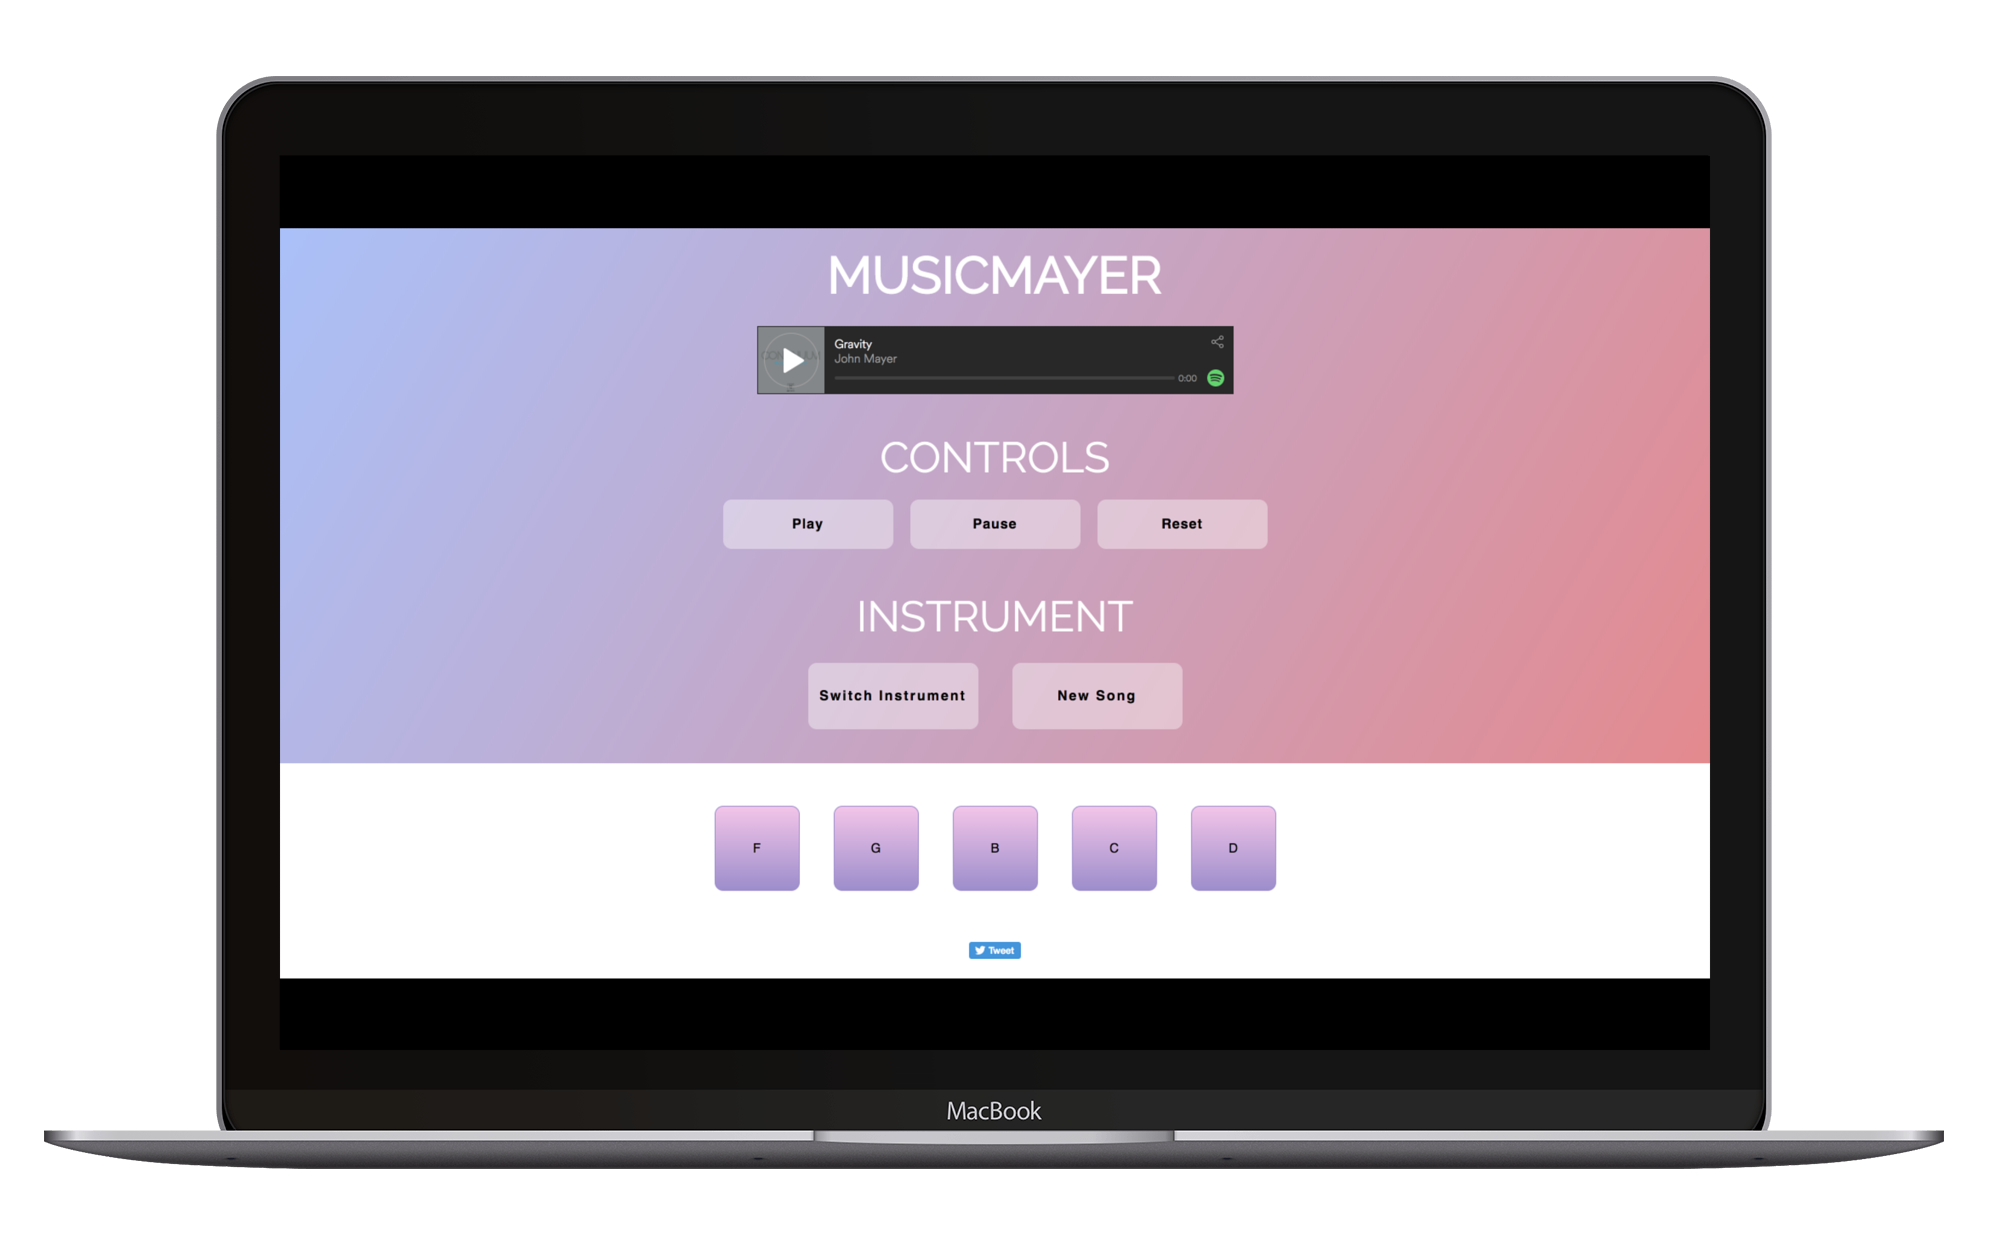 MUSICMAYER
Gravity
John Mayer
0:00
CONTROLS
Play
Pause
Reset
INSTRUMENT
Switch Instrument
New Song
F
G
B
C
D
Tweet
MacBook